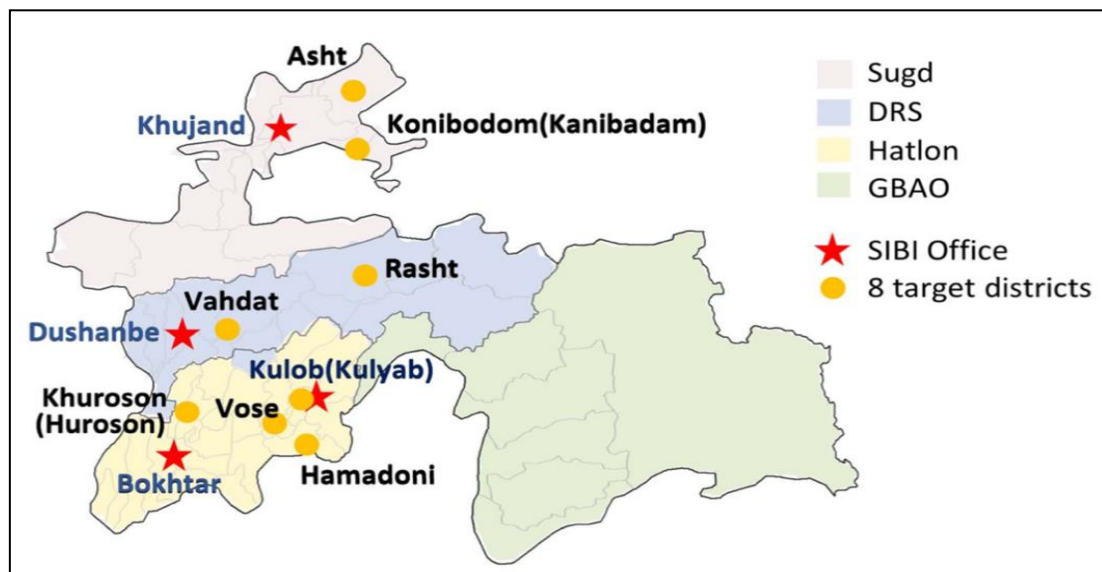 Asht
Khujand
Konibodom(Kanibadam)
Rasht
Vahdat
Dushanbe
Kulob(Kulyab)
Khuroson
(Huroson)
Vose
Hamadoni
Bokhtar
Sugd
DRS
Hatlon
GBAO
SIBI Office
8 target districts